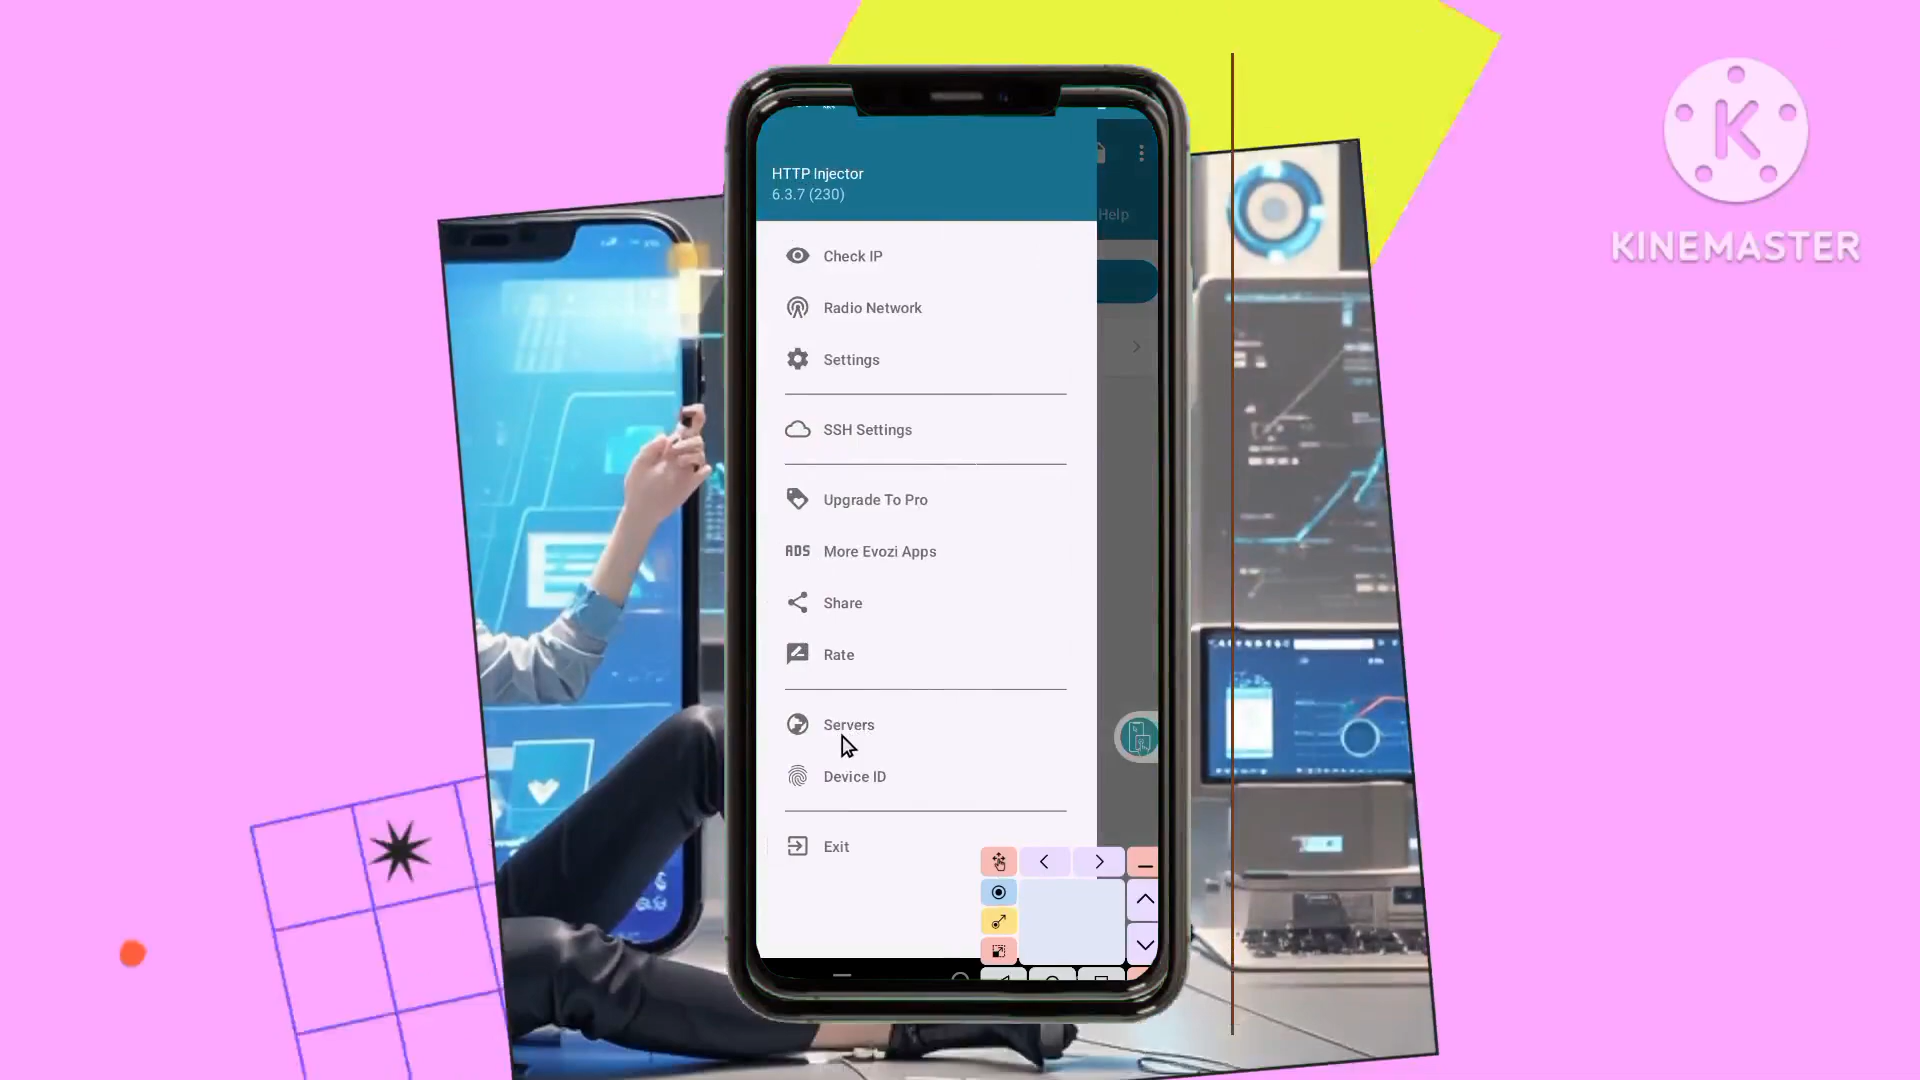 KINEMASTER
HTTP Injector
6.3.7 (230)
Help
Check IP
Radio Network
Settings
SSH Settings
Upgrade To Pro
ADS More Evozi Apps
Share
Rate
Servers
Device ID
Exit